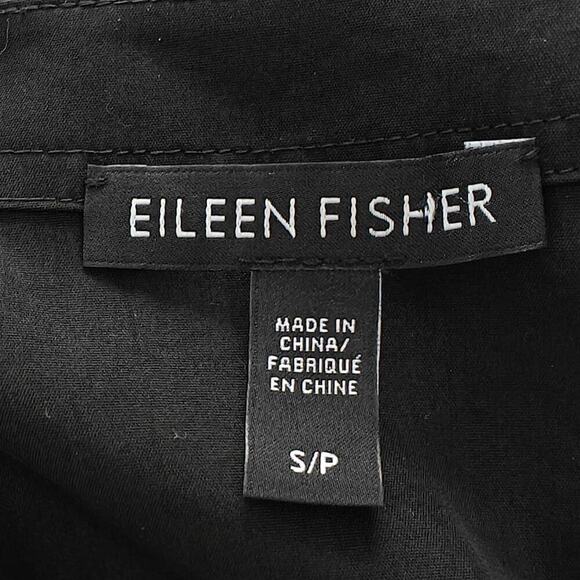 EILEEN FISHER
MADE IN
CHINA/
FABRIQUÉ
EN CHINE
S/P